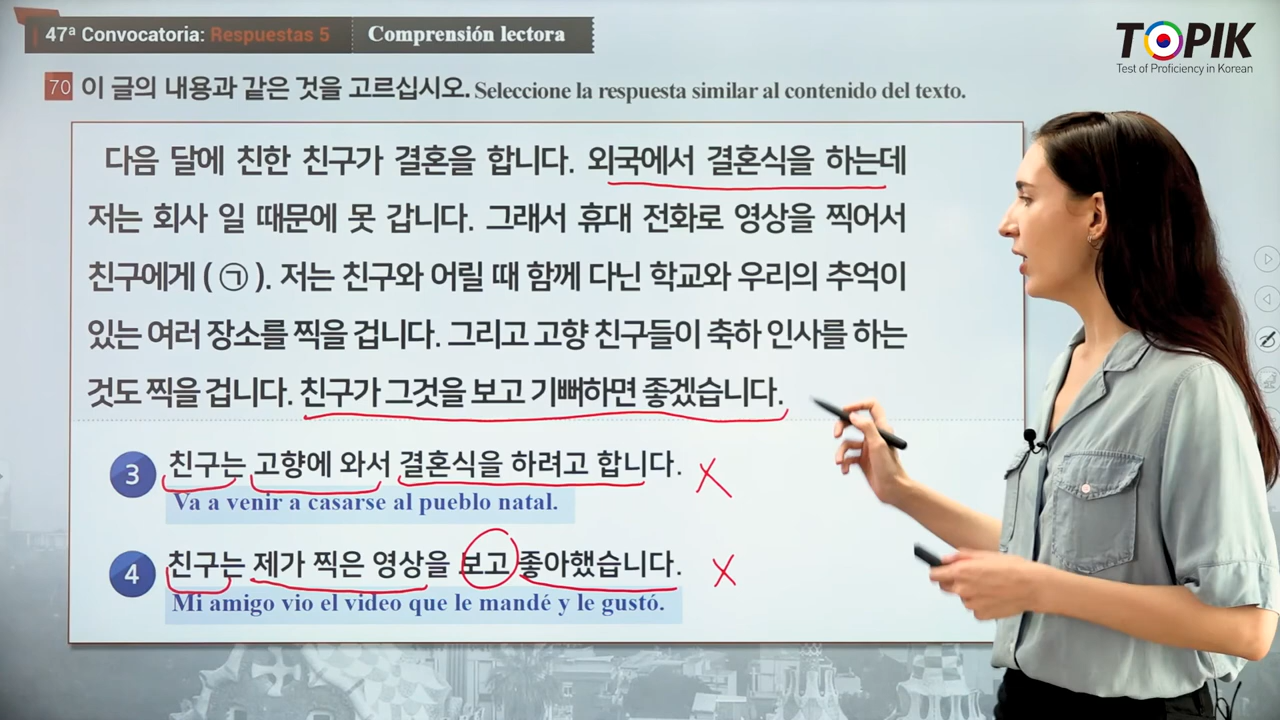 47ª Convocatoria: Respuestas 5 Comprensión lectora
TOPIK
Test of Proficiency in Korean
70 이 글의 내용과 같은 것을 고르십시오. Seleccione la respuesta similar al contenido del texto.
다음 달에 친한 친구가 결혼을 합니다. 외국에서 결혼식을 하는데
저는 회사 일 때문에 못 갑니다. 그래서 휴대 전화로 영상을 찍어서
친구에게 ( ㉠ ). 저는 친구와 어릴 때 함께 다닌 학교와 우리의 추억이
있는 여러 장소를 찍을 겁니다. 그리고 고향 친구들이 축하 인사를 하는
것도 찍을 겁니다. 친구가 그것을 보고 기뻐하면 좋겠습니다.
3 친구는 고향에 와서 결혼식을 하려고 합니다.
Va a venir a casarse al pueblo natal.
4 친구는 제가 찍은 영상을 보고 좋아했습니다.
Mi amigo vio el video que le mandé y le gustó.